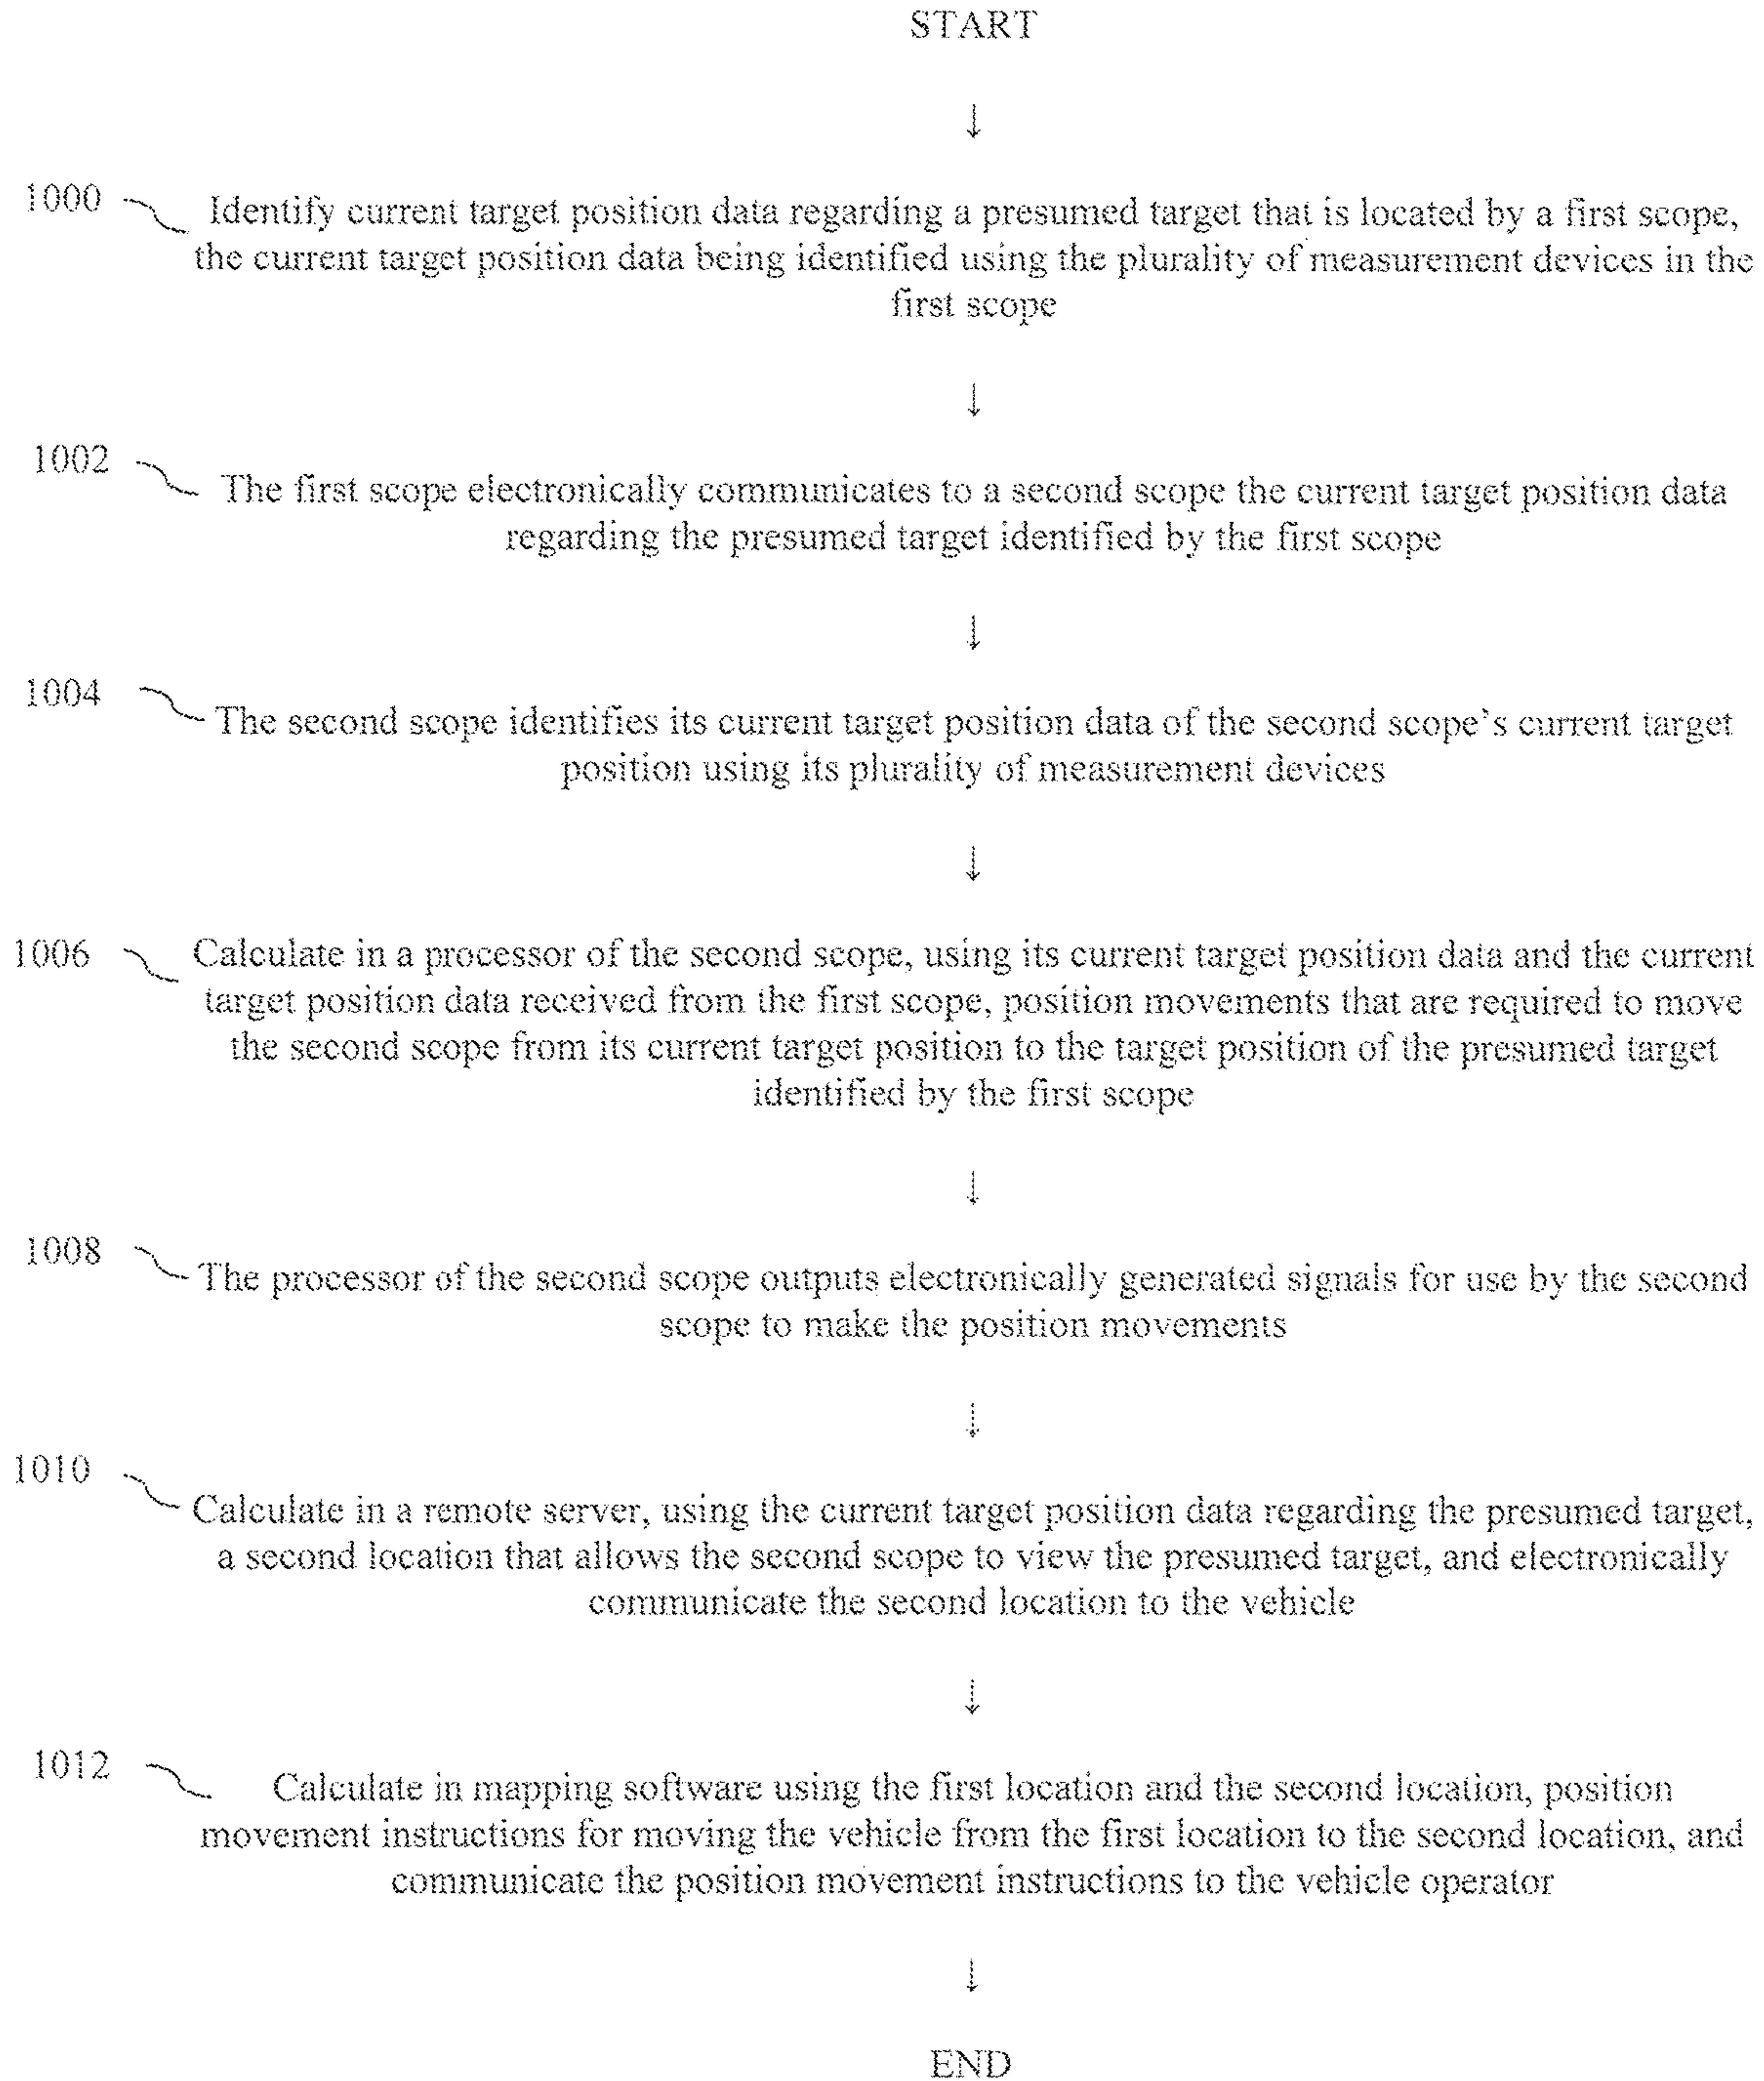 START
↓
1000
Identify current target position data regarding a presumed target that is located by a first scope,
the current target position data being identified using the plurality of measurement devices in the
first scope
↓
1002
The first scope electronically communicates to a second scope the current target position data
regarding the presumed target identified by the first scope
↓
1004
The second scope identifies its current target position data of the second scope's current target
position using its plurality of measurement devices
↓
1006
Calculate in a processor of the second scope, using its current target position data and the current
target position data received from the first scope, position movements that are required to move
the second scope from its current target position to the target position of the presumed target
identified by the first scope
↓
1008
The processor of the second scope outputs electronically generated signals for use by the second
scope to make the position movements
↓
1010
Calculate in a remote server, using the current target position data regarding the presumed target,
a second location that allows the second scope to view the presumed target, and electronically
communicate the second location to the vehicle
↓
1012
Calculate in mapping software using the first location and the second location, position
movement instructions for moving the vehicle from the first location to the second location, and
communicate the position movement instructions to the vehicle operator
↓
END